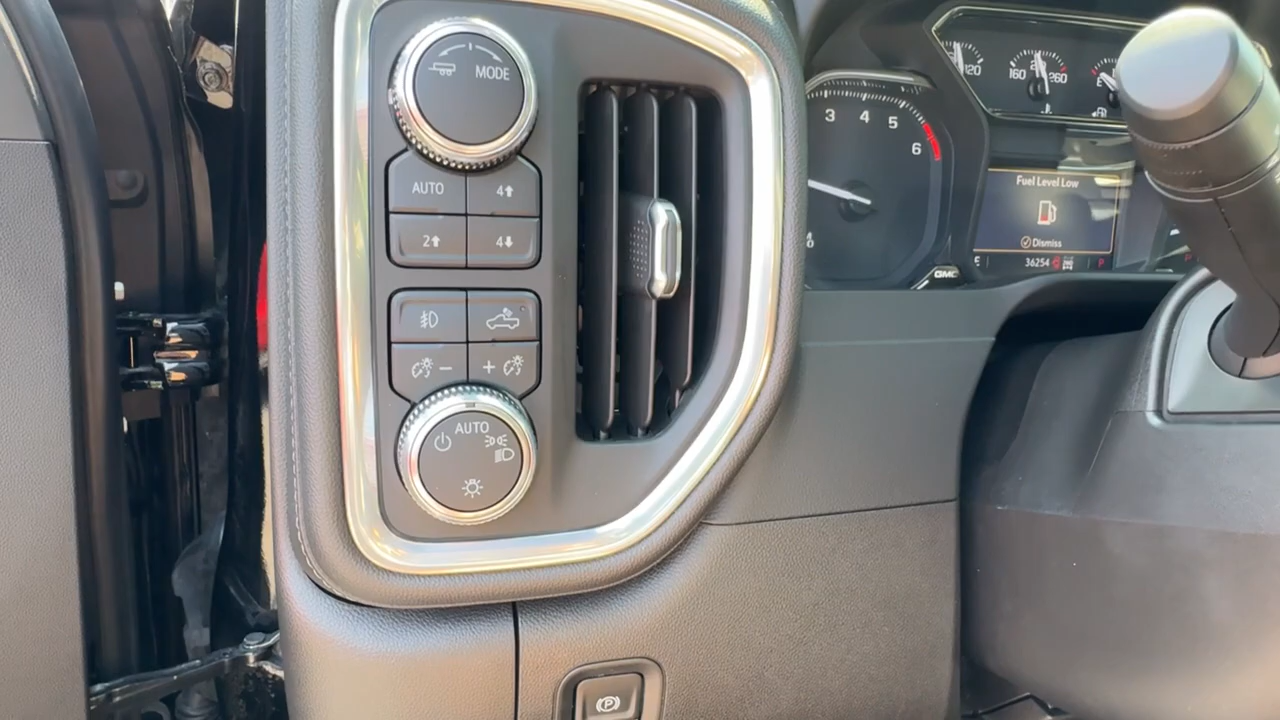 MODE
AUTO
4
2
4
AUTO
3 4 5
6
120
160 260
Fuel Level Low
Dismiss
E
36254
P
GMC
P